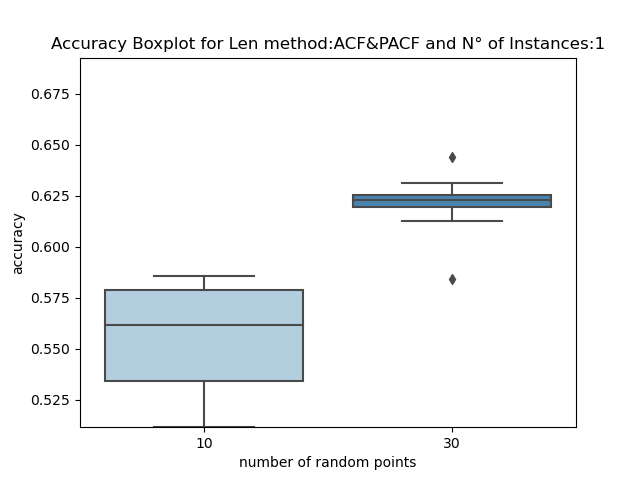 Accuracy Boxplot for Len method:ACF&PACF and N° of Instances:1
0.675
0.650
0.625
0.600
0.575
0.550
0.525
accuracy
10 30
number of random points